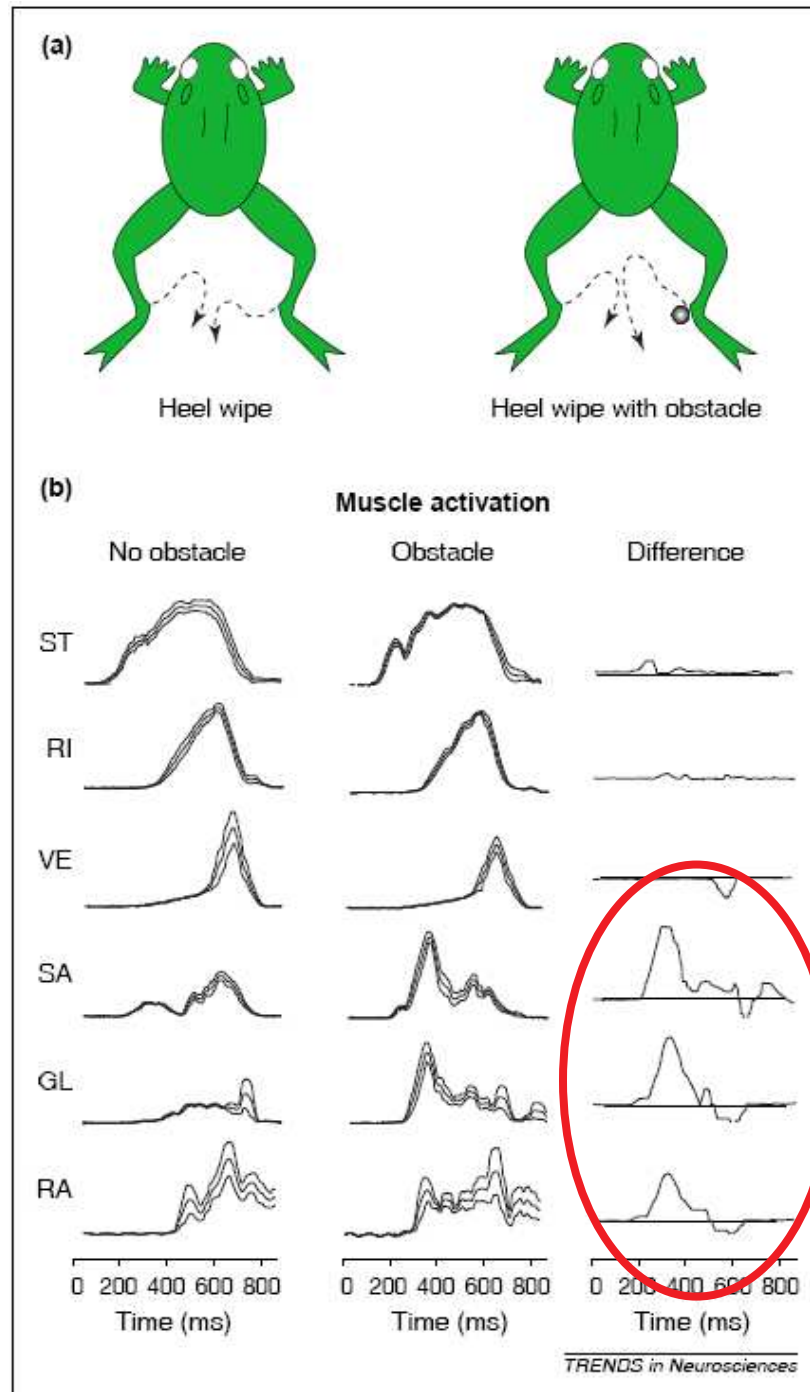 (a)
Heel wipe Heel wipe with obstacle
(b)
Muscle activation
No obstacle Obstacle Difference
ST
RI
VE
SA
GL
RA
0 200 400 600 800 0 200 400 600 800 0 200 400 600 800
Time (ms) Time (ms) Time (ms)
TRENDS in Neurosciences